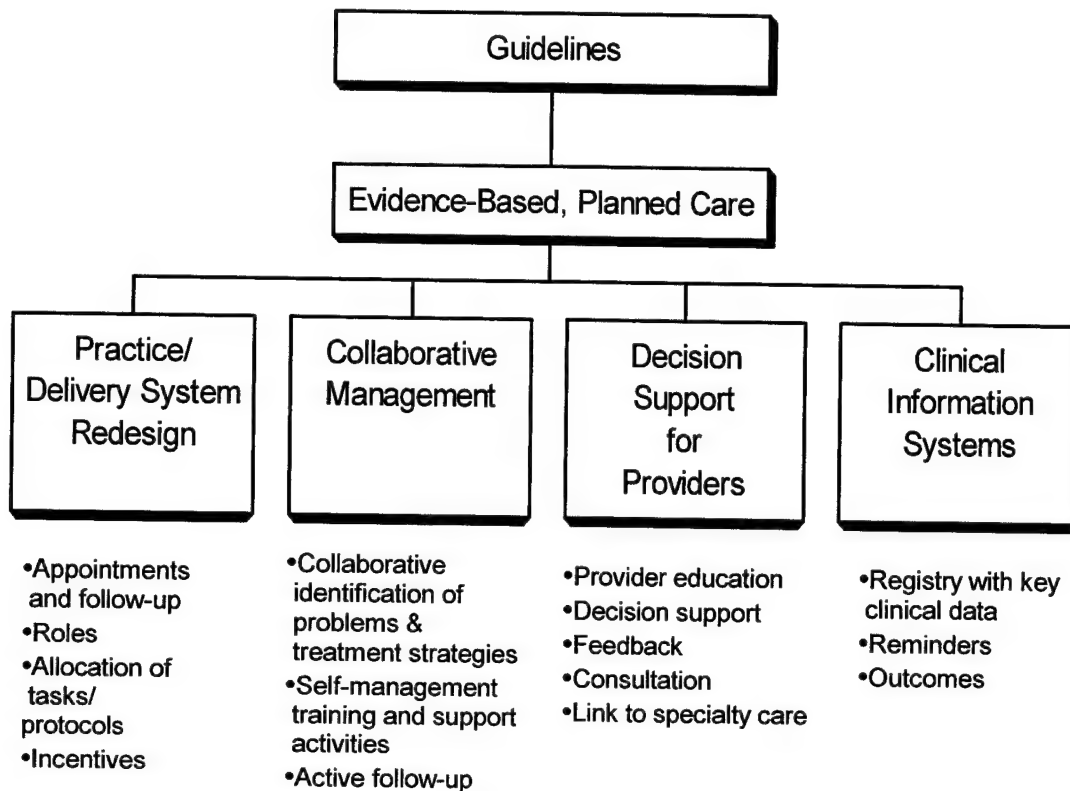 Guidelines
Evidence-Based, Planned Care
Practice/
Delivery System
Redesign
Collaborative
Management
Decision
Support
for
Providers
Clinical
Information
Systems
•Appointments
and follow-up
•Roles
•Allocation of
tasks/
protocols
•Incentives
•Collaborative
identification of
problems &
treatment strategies
•Self-management
training and support
activities
•Active follow-up
•Provider education
•Decision support
•Feedback
•Consultation
•Link to specialty care
•Registry with key
clinical data
•Reminders
•Outcomes